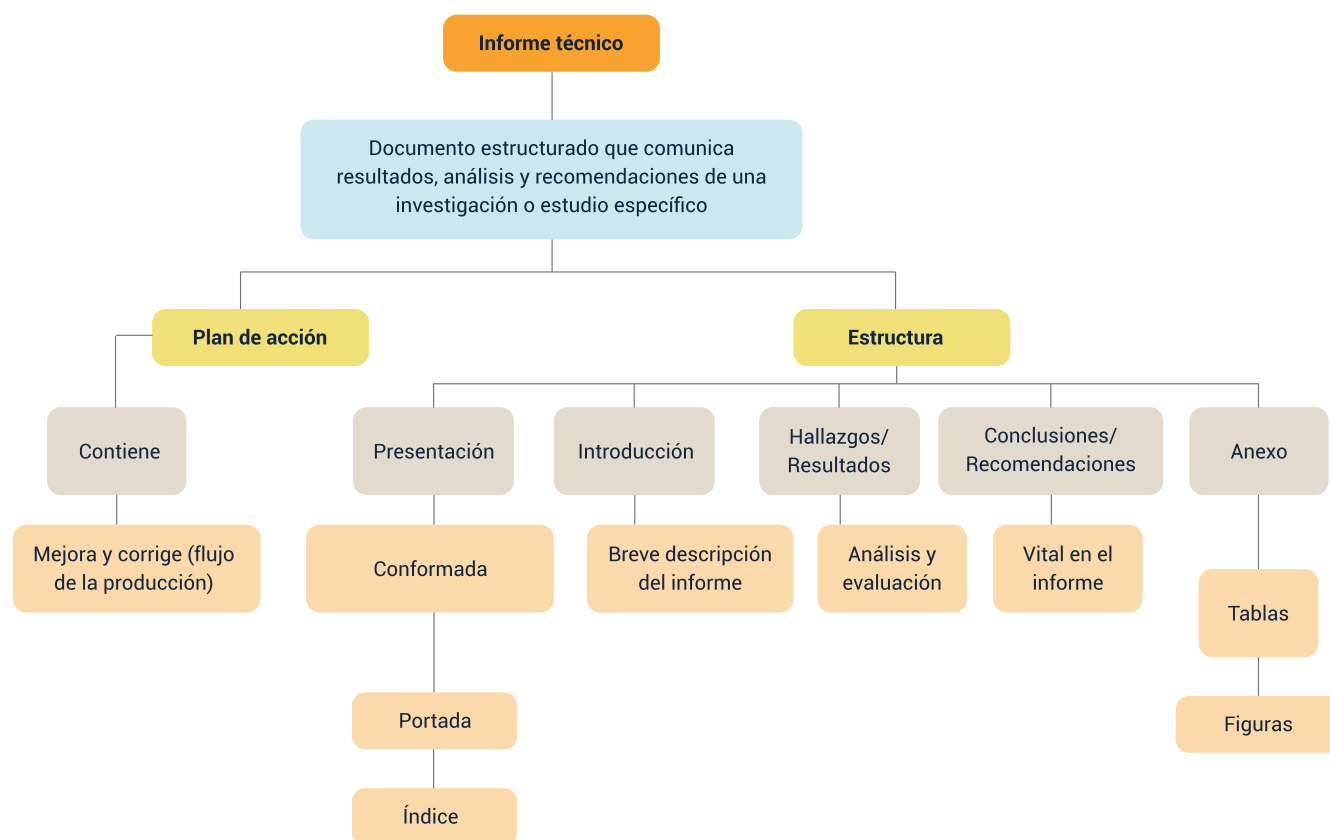 Informe técnico
Documento estructurado que comunica
resultados, análisis y recomendaciones de una
investigación o estudio específico
Plan de acción
Estructura
Contiene
Presentación
Introducción
Hallazgos/
Resultados
Conclusiones/
Recomendaciones
Anexo
Mejora y corrige (flujo
de la producción)
Conformada
Breve descripción
del informe
Análisis y
evaluación
Vital en el
informe
Tablas
Portada
Figuras
Índice